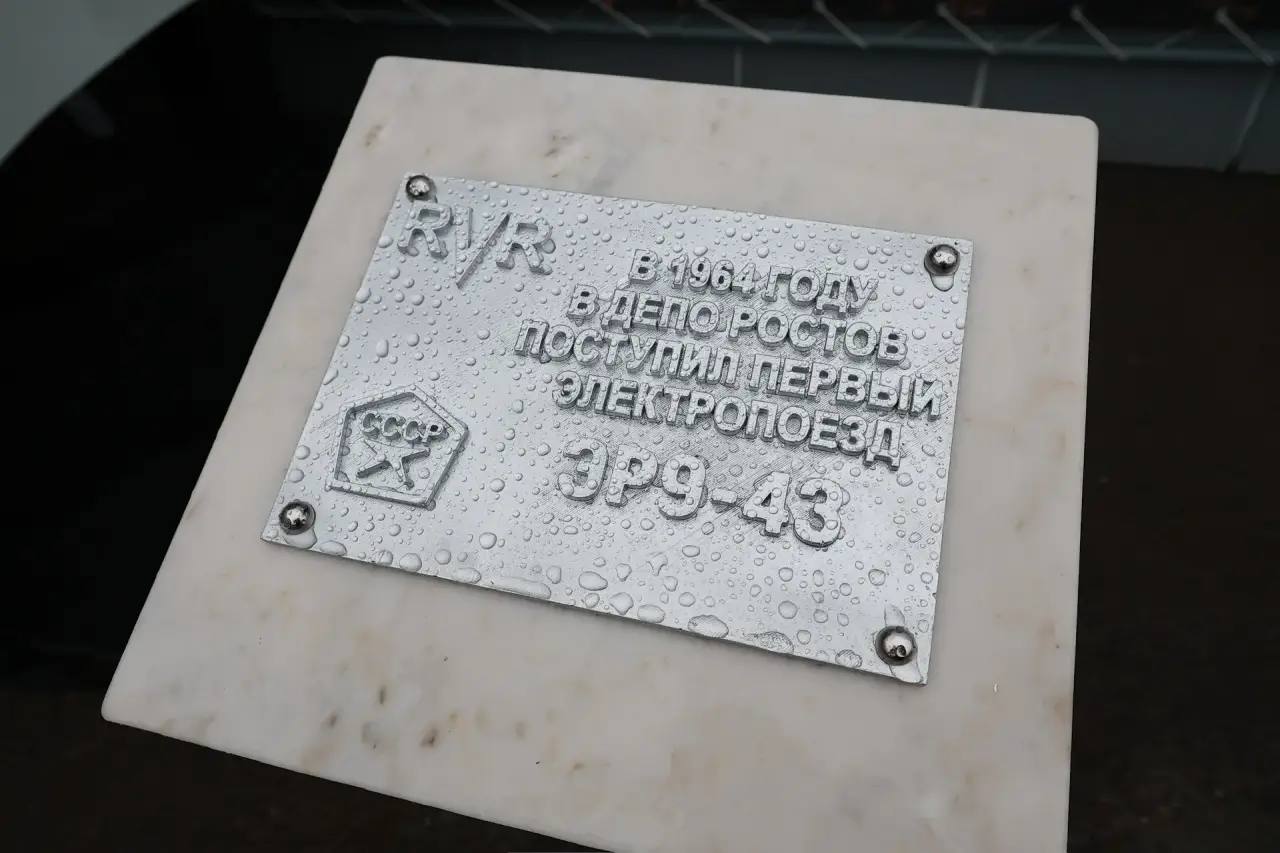 RVR
В 1964 ГОДУ
В ДЕПО РОСТОВ
ПОСТУПИЛ ПЕРВЫЙ
ЭЛЕКТРОПОЕЗД
ЭР9-43
СССР